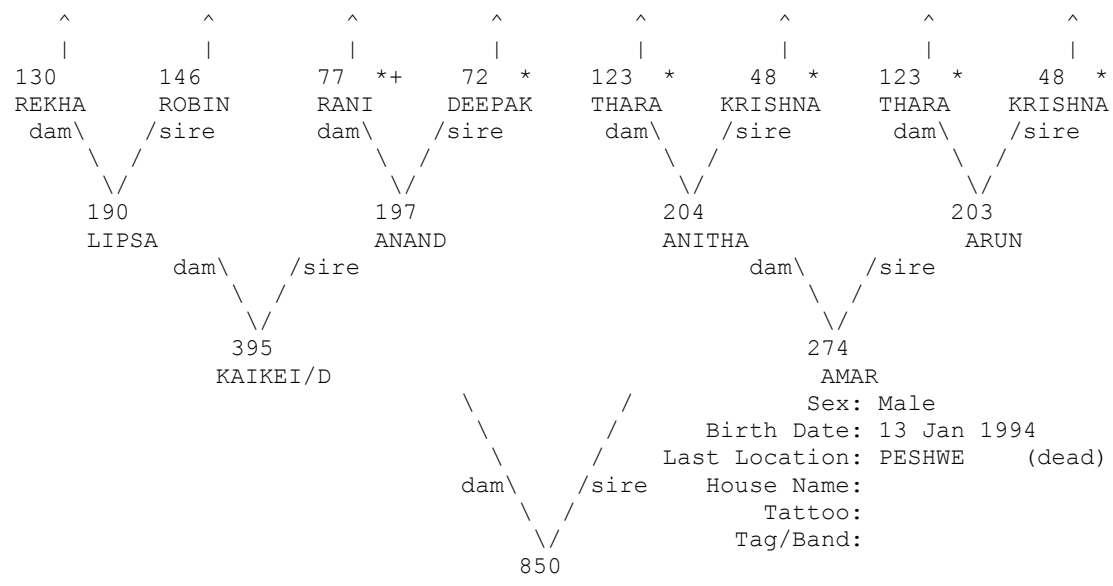 ^ ^ ^ ^ ^ ^ ^ ^
| | | | | | | |
130 146 77 *+ 72 * 123 * 48 * 123 * 48 *
REKHA ROBIN RANI DEEPAK THARA KRISHNA THARA KRISHNA
dam\ /sire dam\ /sire dam\ /sire dam\ /sire
\ / \ / \ / \ /
\/ \/ \/ \/
190 197 204 203
LIPSA ANAND ANITHA ARUN
dam\ /sire dam\ /sire
\ / \ /
\/ \/
395 274
KAIKEI/D AMAR
\ / Sex: Male
\ / Birth Date: 13 Jan 1994
\ / Last Location: PESHWE (dead)
dam\ /sire House Name:
\ / Tattoo:
\/ Tag/Band:
850